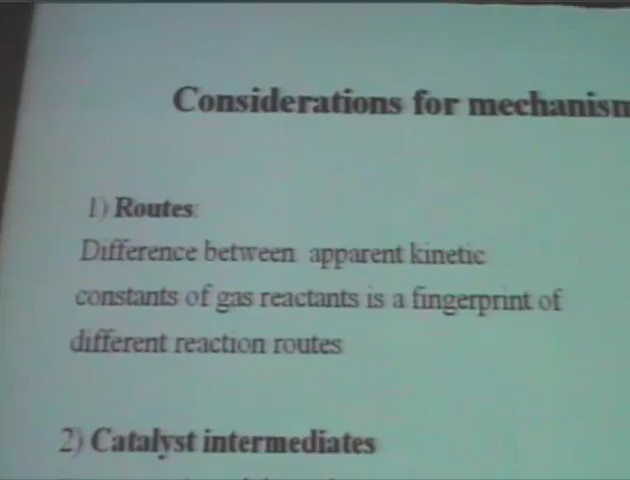 Considerations for mechanism
1) Routes:
Difference between apparent kinetic
constants of gas reactants is a fingerprint of
different reaction routes
2) Catalyst intermediates